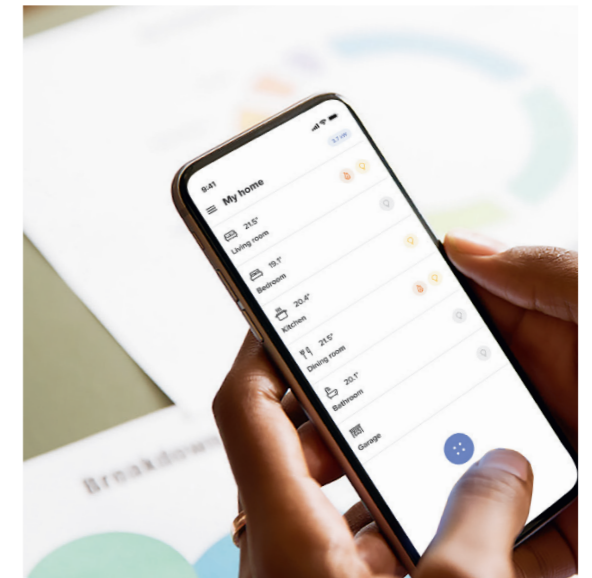 9:41
My home
21.5°
Living room
19.1°
Bedroom
20.4°
Kitchen
21.5°
Dining room
20.1°
Bathroom
Garage
Breakdown